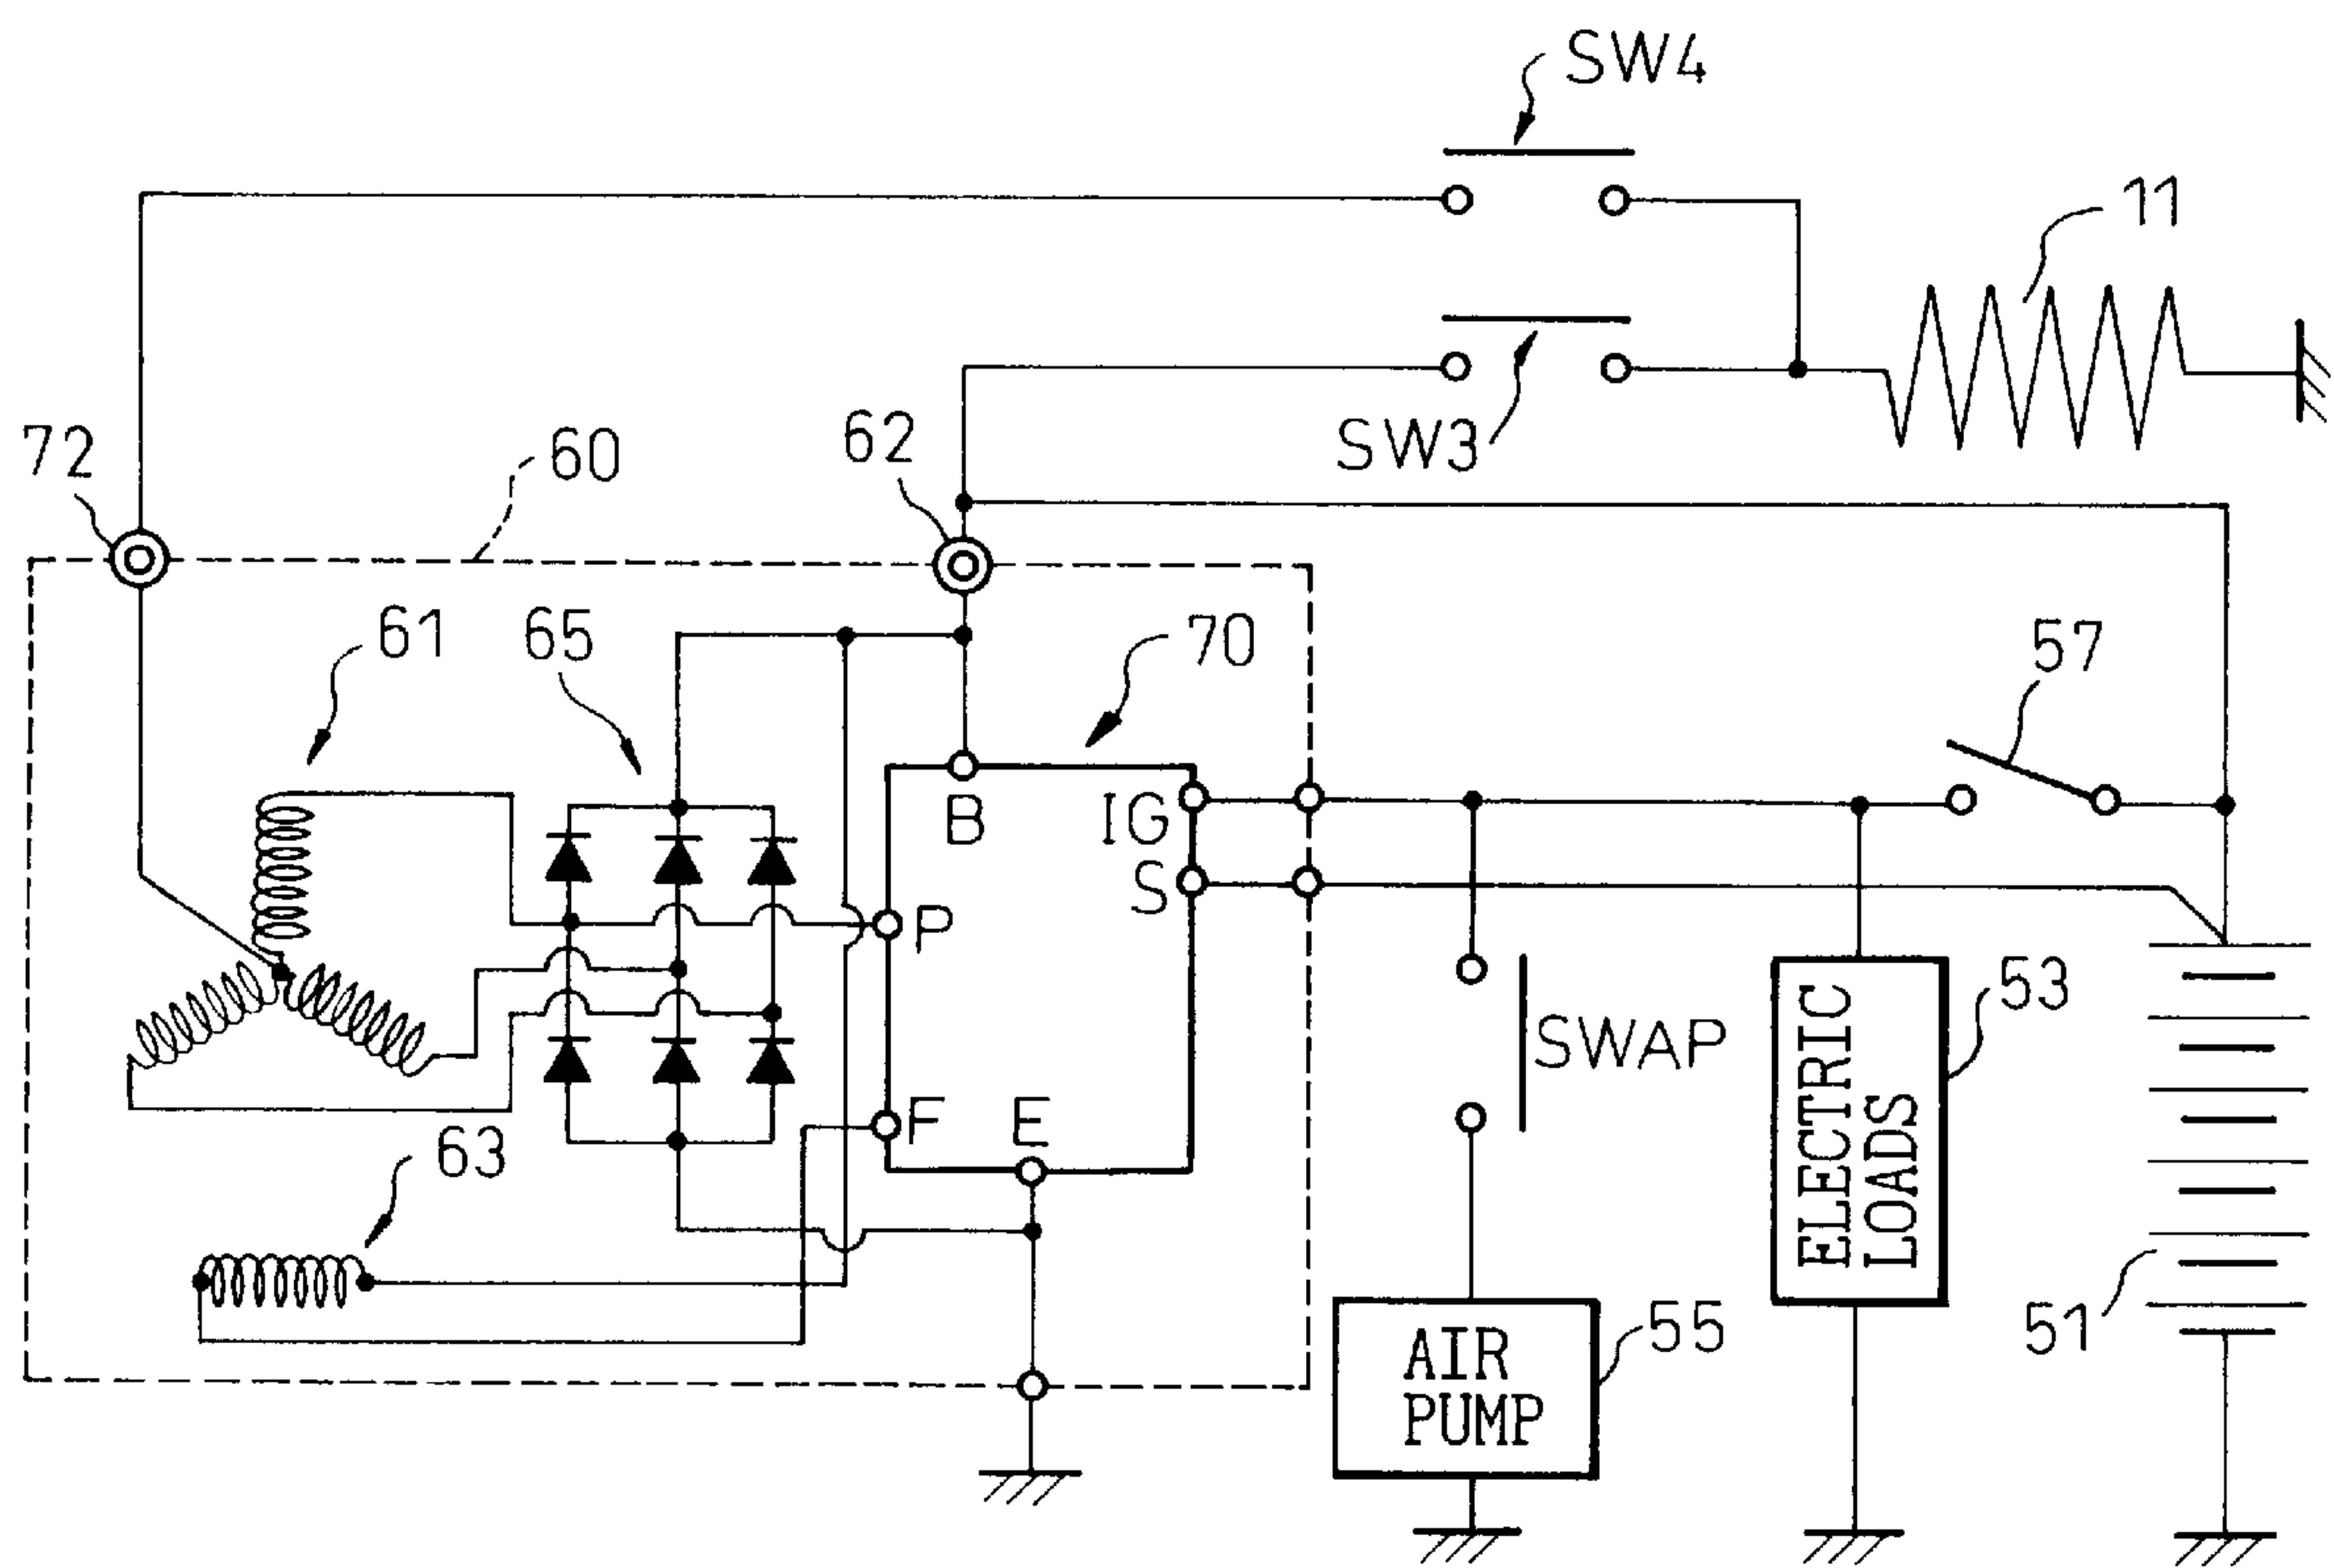 SW4
11
SW3
72
60
62
61
65
70
57
B
IG
S
P
F
E
63
SWAP
53
ELECTRIC
LOADS
51
55
AIR
PUMP